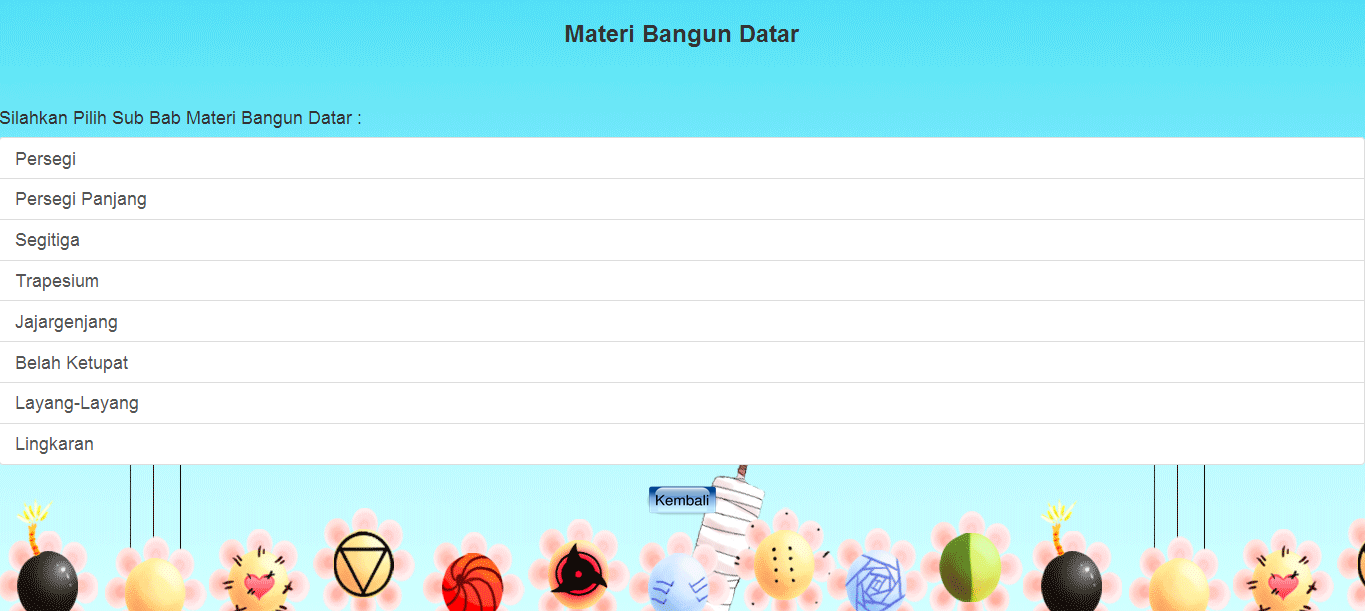 Materi Bangun Datar
Silahkan Pilih Sub Bab Materi Bangun Datar :
Persegi
Persegi Panjang
Segitiga
Trapesium
Jajargenjang
Belah Ketupat
Layang-Layang
Lingkaran
Kembali